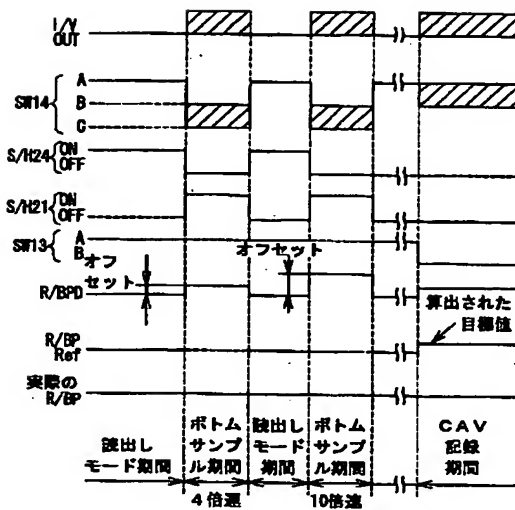 I/V
OUT
A
SW14
B
C
S/H24
ON
OFF
S/H21
ON
OFF
SW13
A
B
オフ
セット
オフセット
R/BPD
算出された
目標値
R/BP
Ref
実際の
R/BP
読出し
モード期間
ボトム
サンプ
ル期間
読出し
モード
期間
ボトム
サンプ
ル期間
CAV
記録
期間
4倍速
10倍速